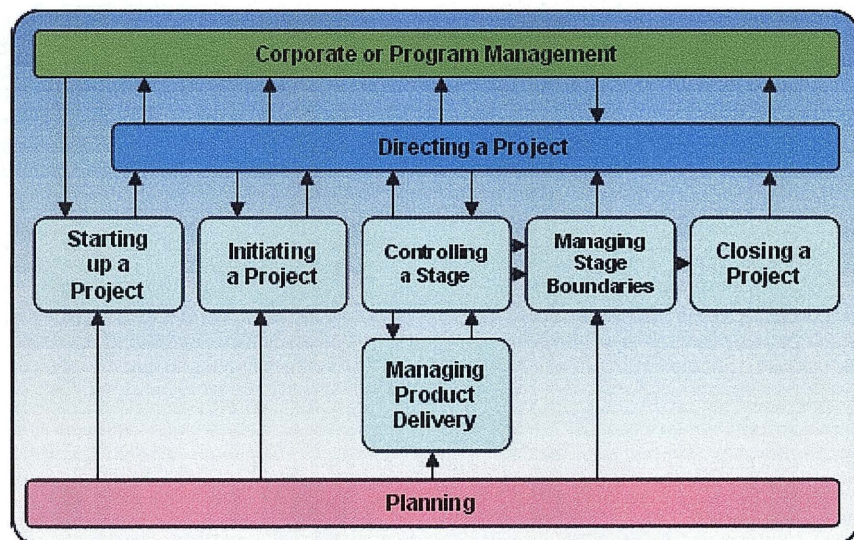 Corporate or Program Management
Directing a Project
Starting
up a
Project
Initiating
a Project
Controlling
a Stage
Managing
Stage
Boundaries
Closing a
Project
Managing
Product
Delivery
Planning